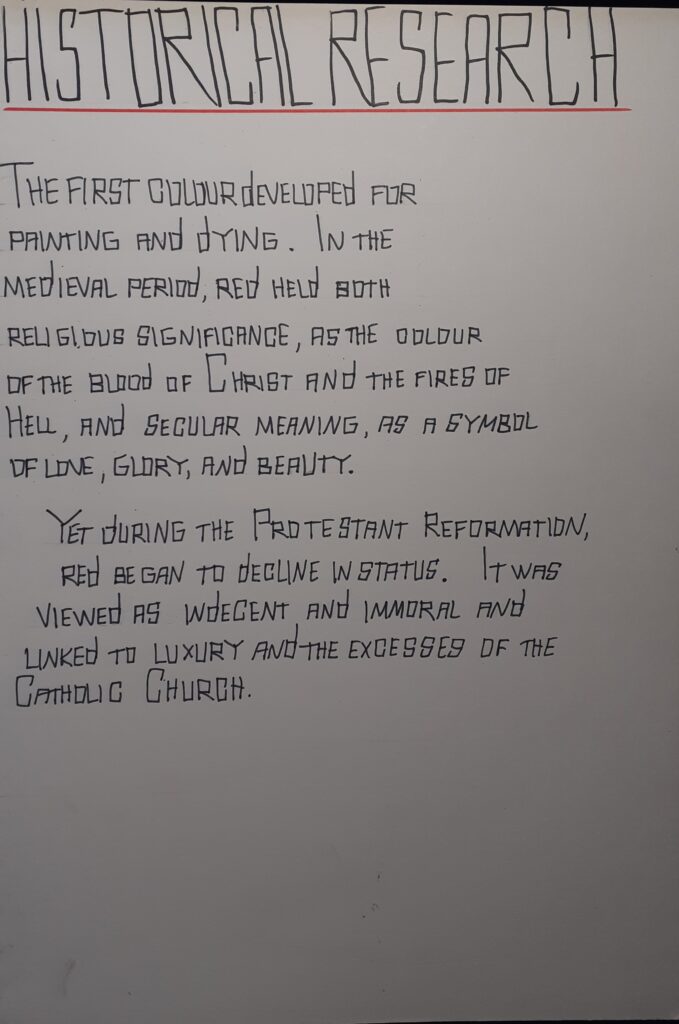 HISTORICAL RESEARCH
THE FIRST COLOUR dEVELOPEd FOR
PAINTING ANd dYING. IN THE
MEdIEVAL PERIOd, REd HELd BOTH
RELIGIOUS SIGNIFICANCE, AS THE COLOUR
OF THE BLOOd OF CHRIST ANd THE FIRES OF
HELL, ANd SECULAR MEANING, AS A SYMBOL
OF LOVE, GLORY, ANd BEAUTY.
YET dURING THE PROTESTANT REFORMATION,
REd BEGAN TO dECLINE IN STATUS. IT WAS
VIEWEd AS INdECENT ANd IMMORAL ANd
LINKEd TO LUXURY ANd THE EXCESSES OF THE
CATHOLIC CHURCH.